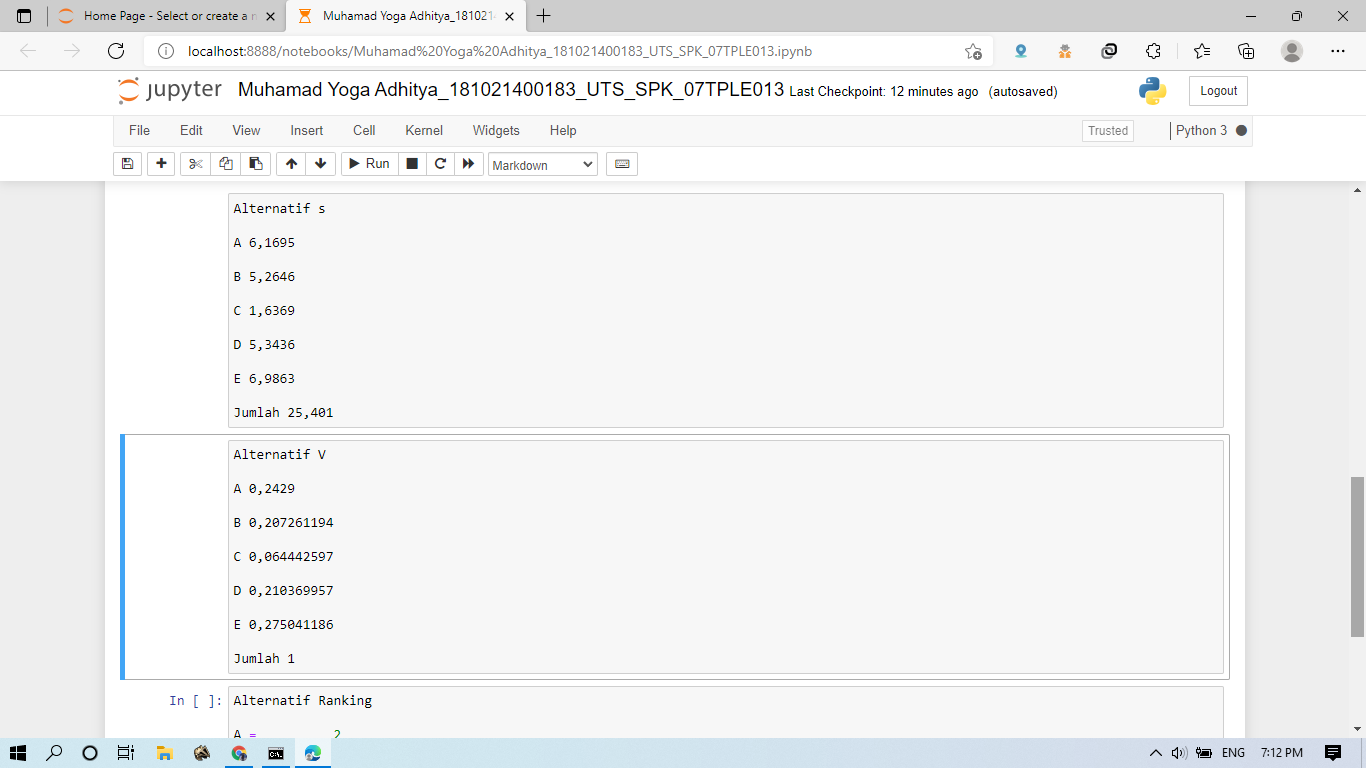 Home Page - Select or create a n
Muhamad Yoga Adhitya_181021
localhost:8888/notebooks/Muhamad%20Yoga%20Adhitya_181021400183_UTS_SPK_07TPLE013.ipynb
jupyter Muhamad Yoga Adhitya_181021400183_UTS_SPK_07TPLE013 Last Checkpoint: 12 minutes ago (autosaved) Logout
File Edit View Insert Cell Kernel Widgets Help Trusted Python 3
Run Markdown
Alternatif s
A 6,1695
B 5,2646
C 1,6369
D 5,3436
E 6,9863
Jumlah 25,401
Alternatif V
A 0,2429
B 0,207261194
C 0,064442597
D 0,210369957
E 0,275041186
Jumlah 1
In [ ]: Alternatif Ranking
A = 2
ENG 7:12 PM